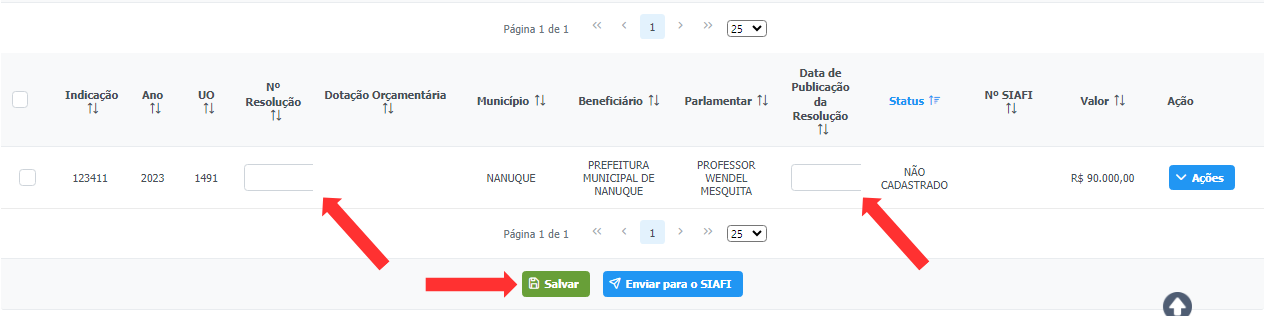 Página 1 de 1 « ‹ 1 › » 25
Indicação Ano UO Nº Resolução Dotação Orçamentária Município Beneficiário Parlamentar Data de Publicação da Resolução Status Nº SIAFI Valor Ação
123411 2023 1491 NANUQUE PREFEITURA MUNICIPAL DE NANUQUE PROFESSOR WENDEL MESQUITA NÃO CADASTRADO R$ 90.000,00 Ações
Página 1 de 1 « ‹ 1 › » 25
Salvar Enviar para o SIAFI